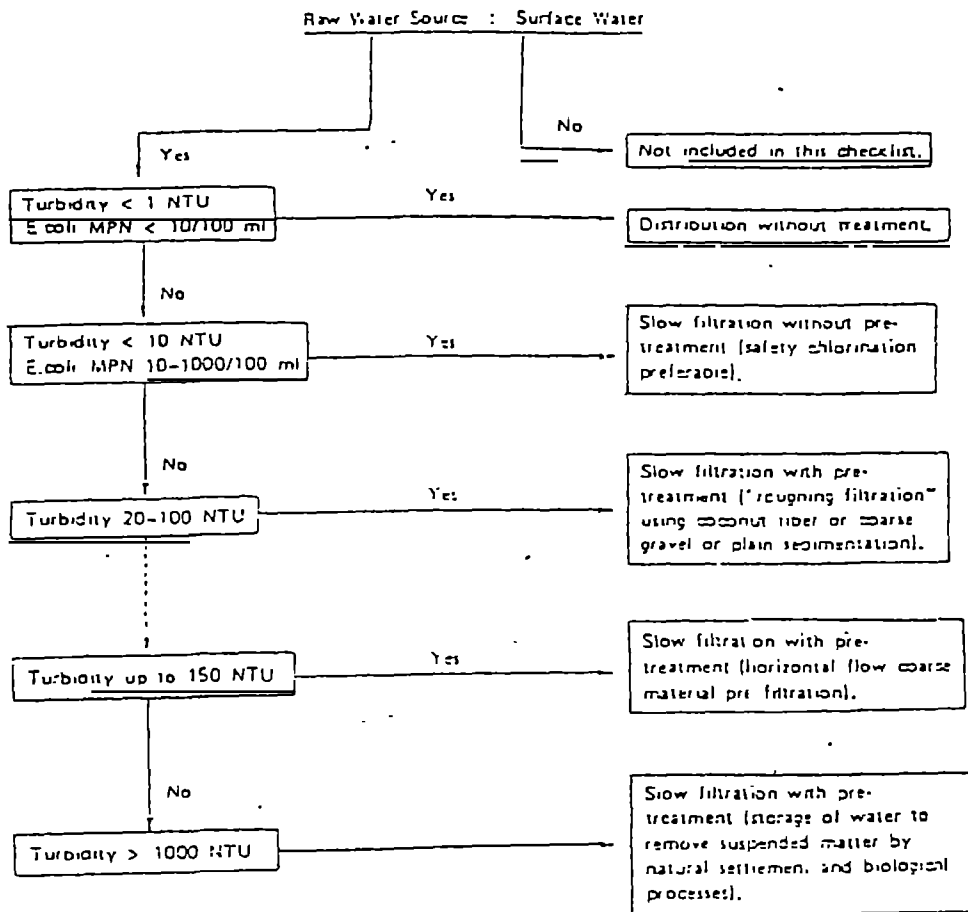 Raw Water Source : Surface Water
No
Not included in this checklist.
Yes
Turbidity < 1 NTU
E.coli MPN < 10/100 ml
Yes
Distribution without treatment.
No
Turbidity < 10 NTU
E.coli MPN 10-1000/100 ml
Yes
Slow filtration without pre-
treatment (safety chlorination
preferable).
No
Turbidity 20-100 NTU
Yes
Slow filtration with pre-
treatment ("roughning filtration"
using coconut fiber or coarse
gravel or plain sedimentation).
Turbidity up to 150 NTU
Yes
Slow filtration with pre-
treatment (horizontal flow coarse
material pre filtration).
No
Turbidity > 1000 NTU
Slow filtration with pre-
treatment (storage of water to
remove suspended matter by
natural settlement and biological
processes).